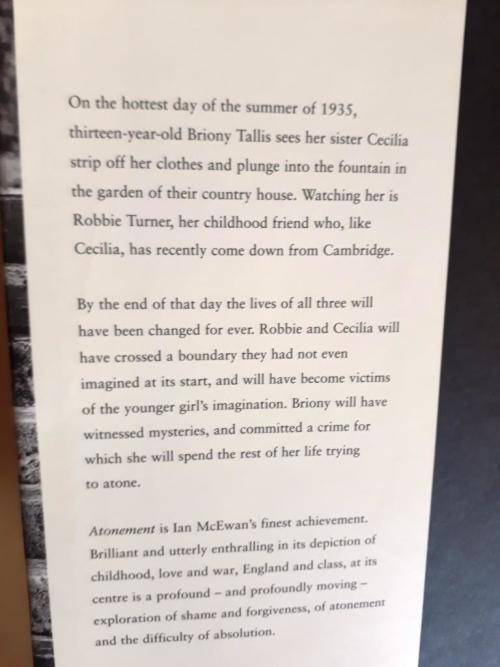 On the hottest day of the summer of 1935,
thirteen-year-old Briony Tallis sees her sister Cecilia
strip off her clothes and plunge into the fountain in
the garden of their country house. Watching her is
Robbie Turner, her childhood friend who, like
Cecilia, has recently come down from Cambridge.
By the end of that day the lives of all three will
have been changed for ever. Robbie and Cecilia will
have crossed a boundary they had not even
imagined at its start, and will have become victims
of the younger girl's imagination. Briony will have
witnessed mysteries, and committed a crime for
which she will spend the rest of her life trying
to atone.
Atonement is Ian McEwan's finest achievement.
Brilliant and utterly enthralling in its depiction of
childhood, love and war, England and class, at its
centre is a profound – and profoundly moving –
exploration of shame and forgiveness, of atonement
and the difficulty of absolution.